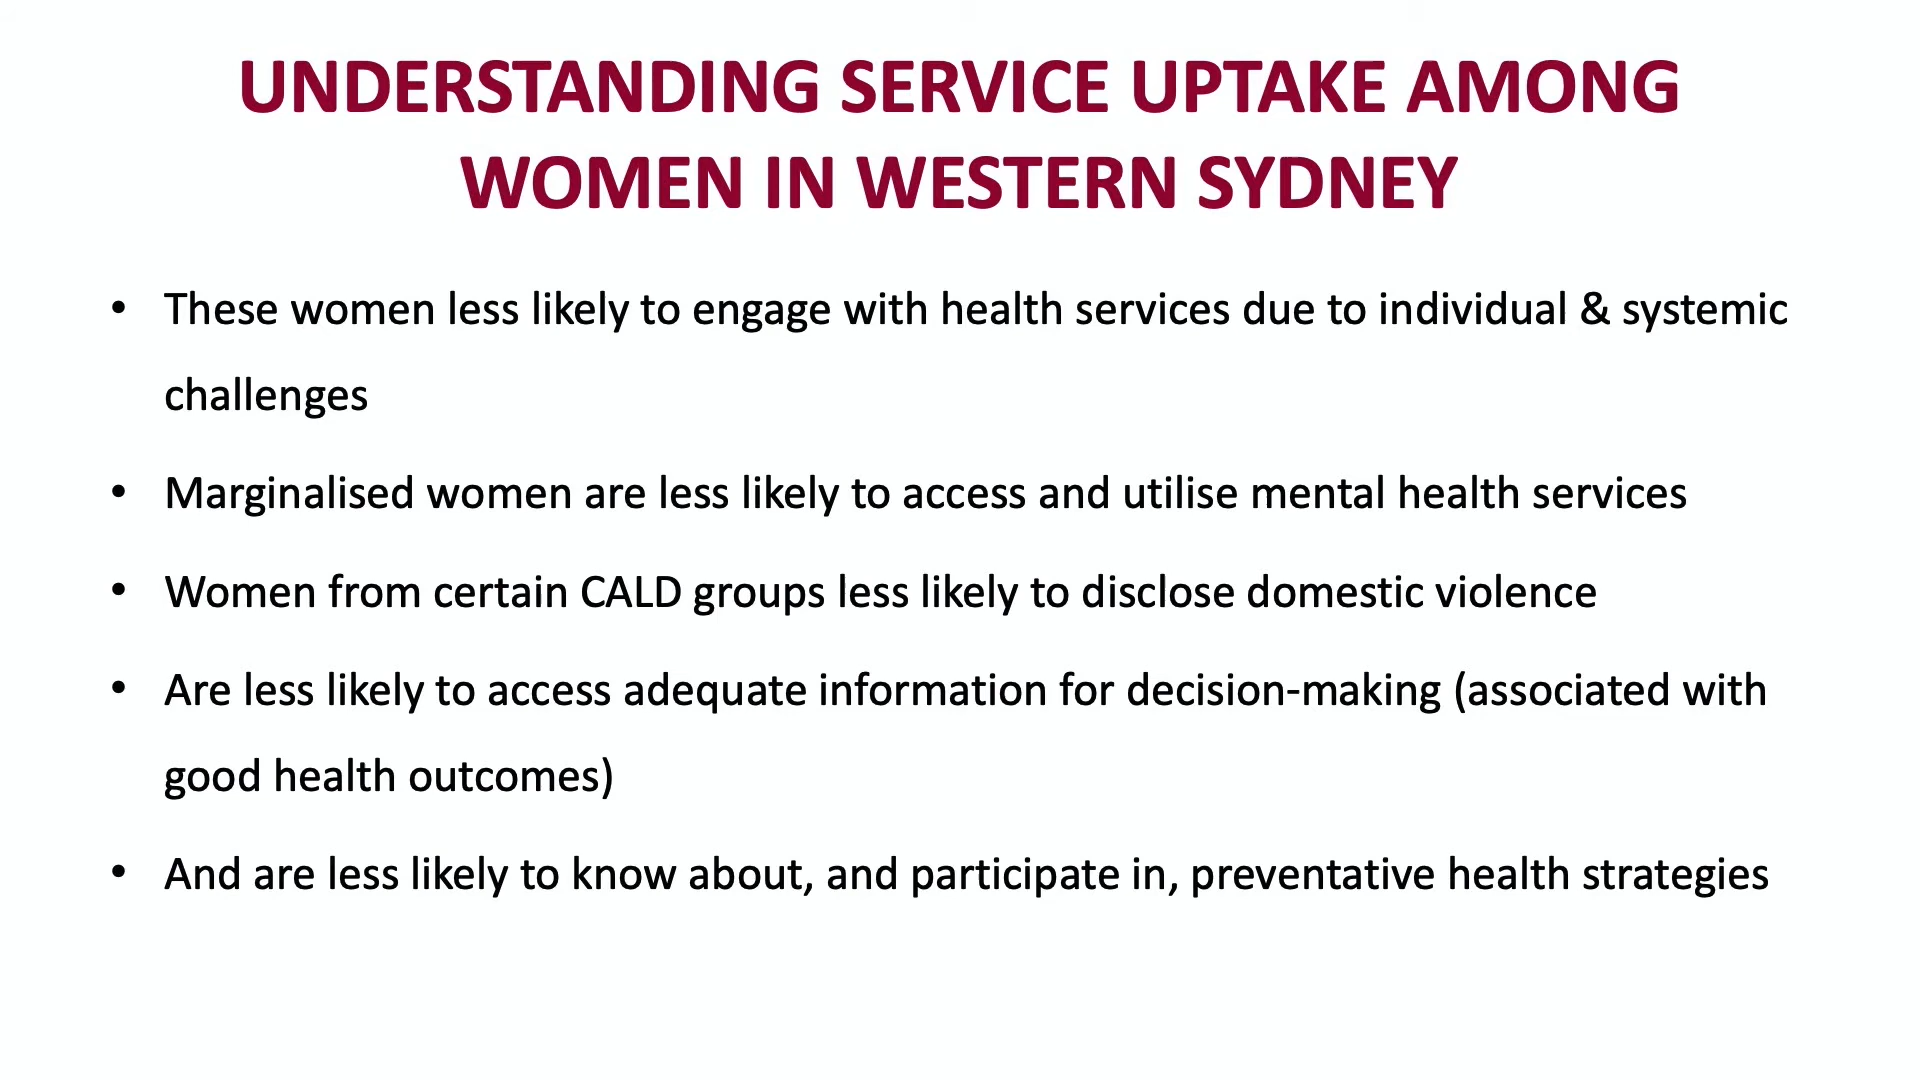 UNDERSTANDING SERVICE UPTAKE AMONG
WOMEN IN WESTERN SYDNEY
• These women less likely to engage with health services due to individual & systemic
challenges
• Marginalised women are less likely to access and utilise mental health services
• Women from certain CALD groups less likely to disclose domestic violence
• Are less likely to access adequate information for decision-making (associated with
good health outcomes)
• And are less likely to know about, and participate in, preventative health strategies